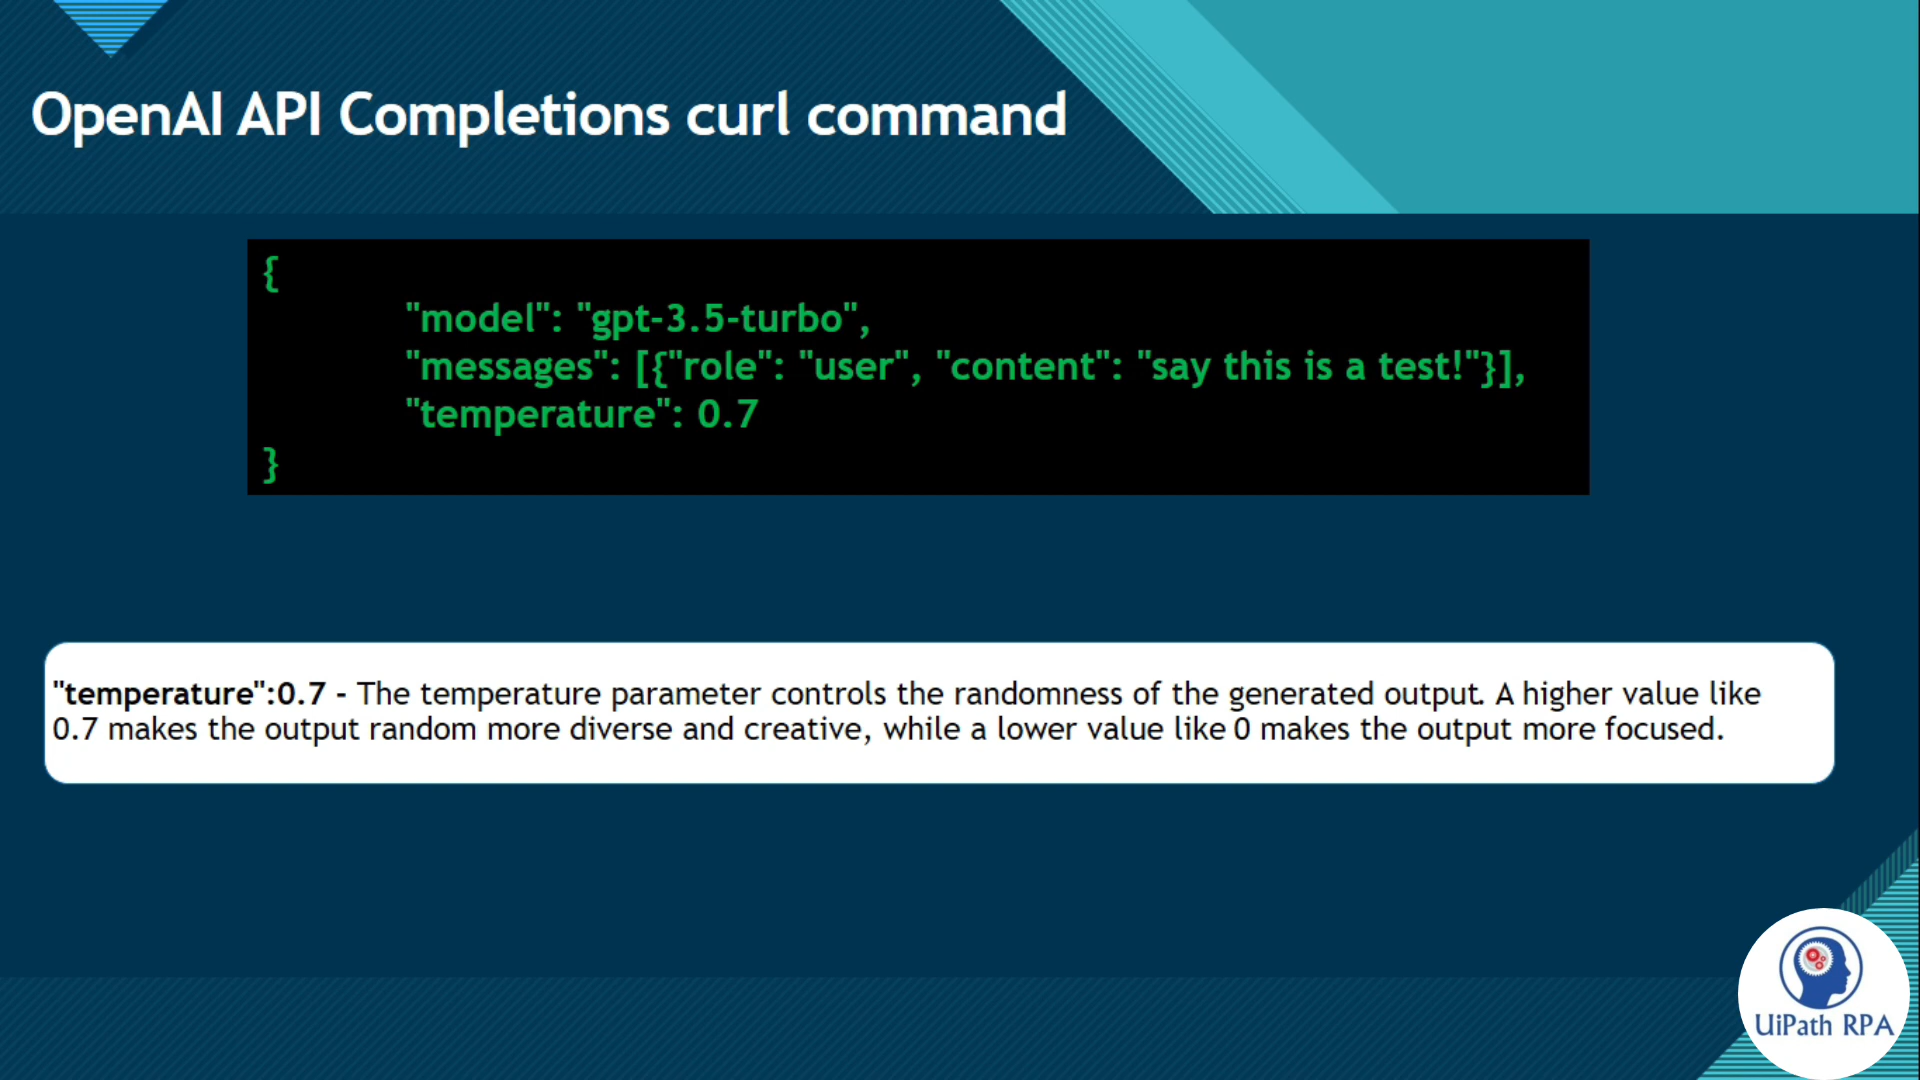 OpenAI API Completions curl command
{
"model": "gpt-3.5-turbo",
"messages": [{"role": "user", "content": "say this is a test!"}],
"temperature": 0.7
}
"temperature":0.7 - The temperature parameter controls the randomness of the generated output. A higher value like
0.7 makes the output random more diverse and creative, while a lower value like 0 makes the output more focused.
UiPath RPA